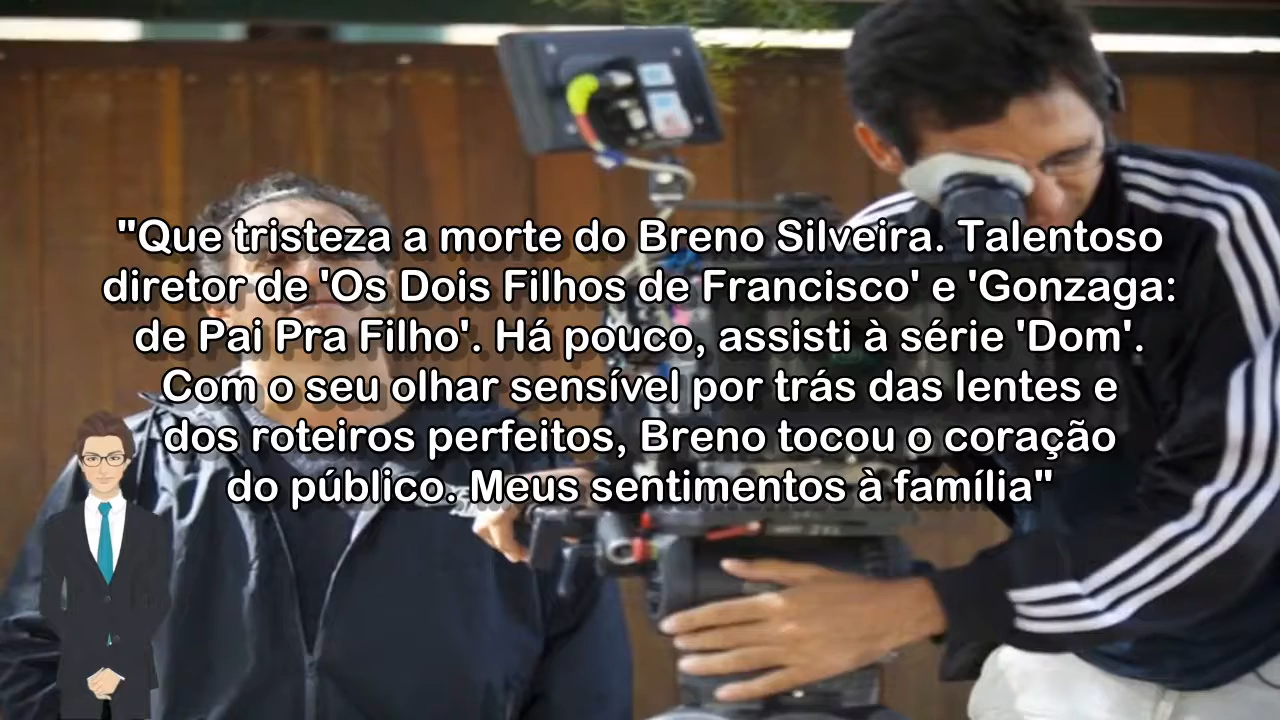 "Que tristeza a morte do Breno Silveira. Talentoso
diretor de 'Os Dois Filhos de Francisco' e 'Gonzaga:
de Pai Pra Filho'. Há pouco, assisti à série 'Dom'.
Com o seu olhar sensível por trás das lentes e
dos roteiros perfeitos, Breno tocou o coração
do público. Meus sentimentos à família"